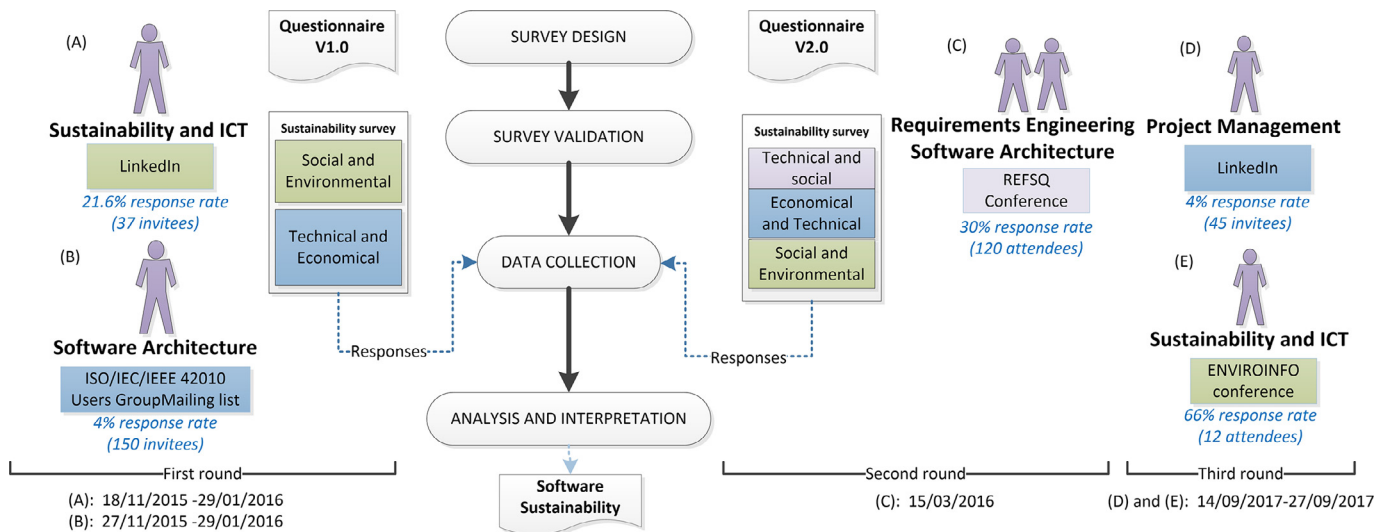 (A)
Sustainability and ICT
LinkedIn
21.6% response rate
(37 invitees)
(B)
Software Architecture
ISO/IEC/IEEE 42010
Users GroupMailing list
4% response rate
(150 invitees)
First round
(A): 18/11/2015 -29/01/2016
(B): 27/11/2015 -29/01/2016
Questionnaire
V1.0
Sustainability survey
Social and
Environmental
Technical and
Economical
Responses
SURVEY DESIGN
SURVEY VALIDATION
DATA COLLECTION
ANALYSIS AND INTERPRETATION
Software
Sustainability
Questionnaire
V2.0
Sustainability survey
Technical and
social
Economical
and Technical
Social and
Environmental
Responses
(C)
Requirements Engineering
Software Architecture
REFSQ
Conference
30% response rate
(120 attendees)
Second round
(C): 15/03/2016
(D)
Project Management
LinkedIn
4% response rate
(45 invitees)
(E)
Sustainability and ICT
ENVIROINFO
conference
66% response rate
(12 attendees)
Third round
(D) and (E): 14/09/2017-27/09/2017